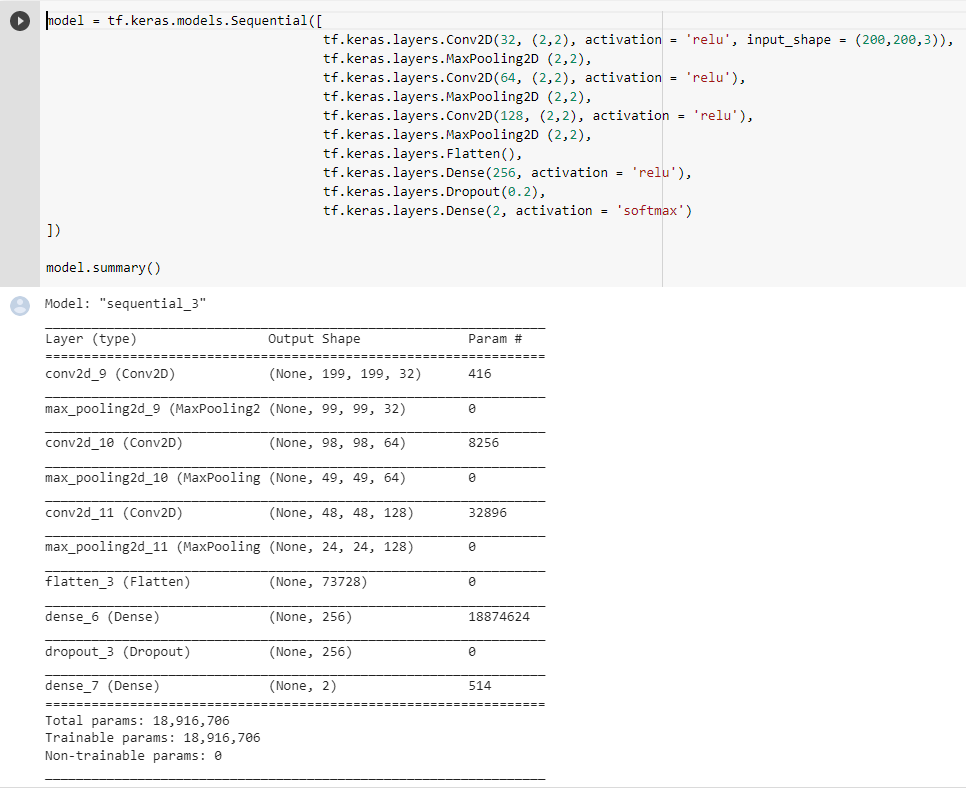 model = tf.keras.models.Sequential([
tf.keras.layers.Conv2D(32, (2,2), activation = 'relu', input_shape = (200,200,3)),
tf.keras.layers.MaxPooling2D (2,2),
tf.keras.layers.Conv2D(64, (2,2), activation = 'relu'),
tf.keras.layers.MaxPooling2D (2,2),
tf.keras.layers.Conv2D(128, (2,2), activation = 'relu'),
tf.keras.layers.MaxPooling2D (2,2),
tf.keras.layers.Flatten(),
tf.keras.layers.Dense(256, activation = 'relu'),
tf.keras.layers.Dropout(0.2),
tf.keras.layers.Dense(2, activation = 'softmax')
])
model.summary()
Model: "sequential_3"
_________________________________________________________________
Layer (type) Output Shape Param #
=================================================================
conv2d_9 (Conv2D) (None, 199, 199, 32) 416
_________________________________________________________________
max_pooling2d_9 (MaxPooling2 (None, 99, 99, 32) 0
_________________________________________________________________
conv2d_10 (Conv2D) (None, 98, 98, 64) 8256
_________________________________________________________________
max_pooling2d_10 (MaxPooling (None, 49, 49, 64) 0
_________________________________________________________________
conv2d_11 (Conv2D) (None, 48, 48, 128) 32896
_________________________________________________________________
max_pooling2d_11 (MaxPooling (None, 24, 24, 128) 0
_________________________________________________________________
flatten_3 (Flatten) (None, 73728) 0
_________________________________________________________________
dense_6 (Dense) (None, 256) 18874624
_________________________________________________________________
dropout_3 (Dropout) (None, 256) 0
_________________________________________________________________
dense_7 (Dense) (None, 2) 514
=================================================================
Total params: 18,916,706
Trainable params: 18,916,706
Non-trainable params: 0
_________________________________________________________________